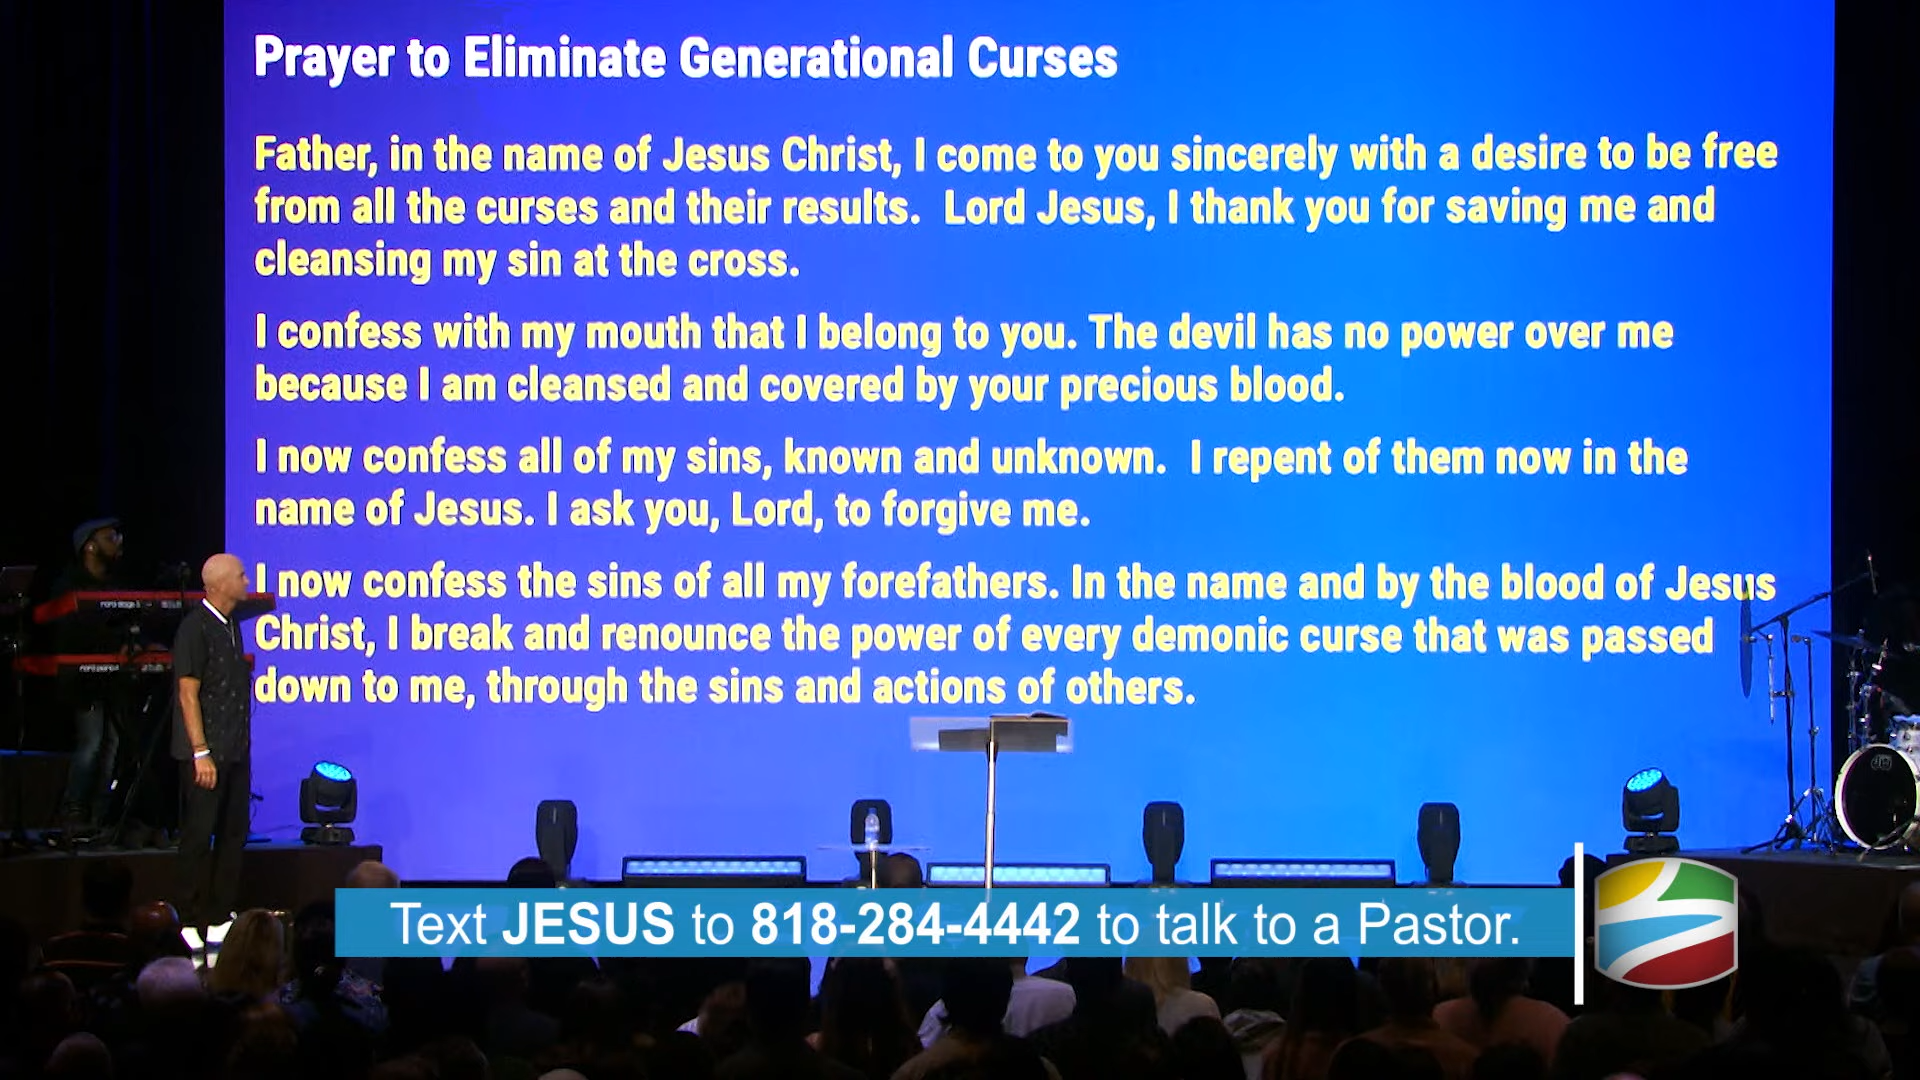 Prayer to Eliminate Generational Curses
Father, in the name of Jesus Christ, I come to you sincerely with a desire to be free
from all the curses and their results. Lord Jesus, I thank you for saving me and
cleansing my sin at the cross.
I confess with my mouth that I belong to you. The devil has no power over me
because I am cleansed and covered by your precious blood.
I now confess all of my sins, known and unknown. I repent of them now in the
name of Jesus. I ask you, Lord, to forgive me.
I now confess the sins of all my forefathers. In the name and by the blood of Jesus
Christ, I break and renounce the power of every demonic curse that was passed
down to me, through the sins and actions of others.
Text JESUS to 818-284-4442 to talk to a Pastor.